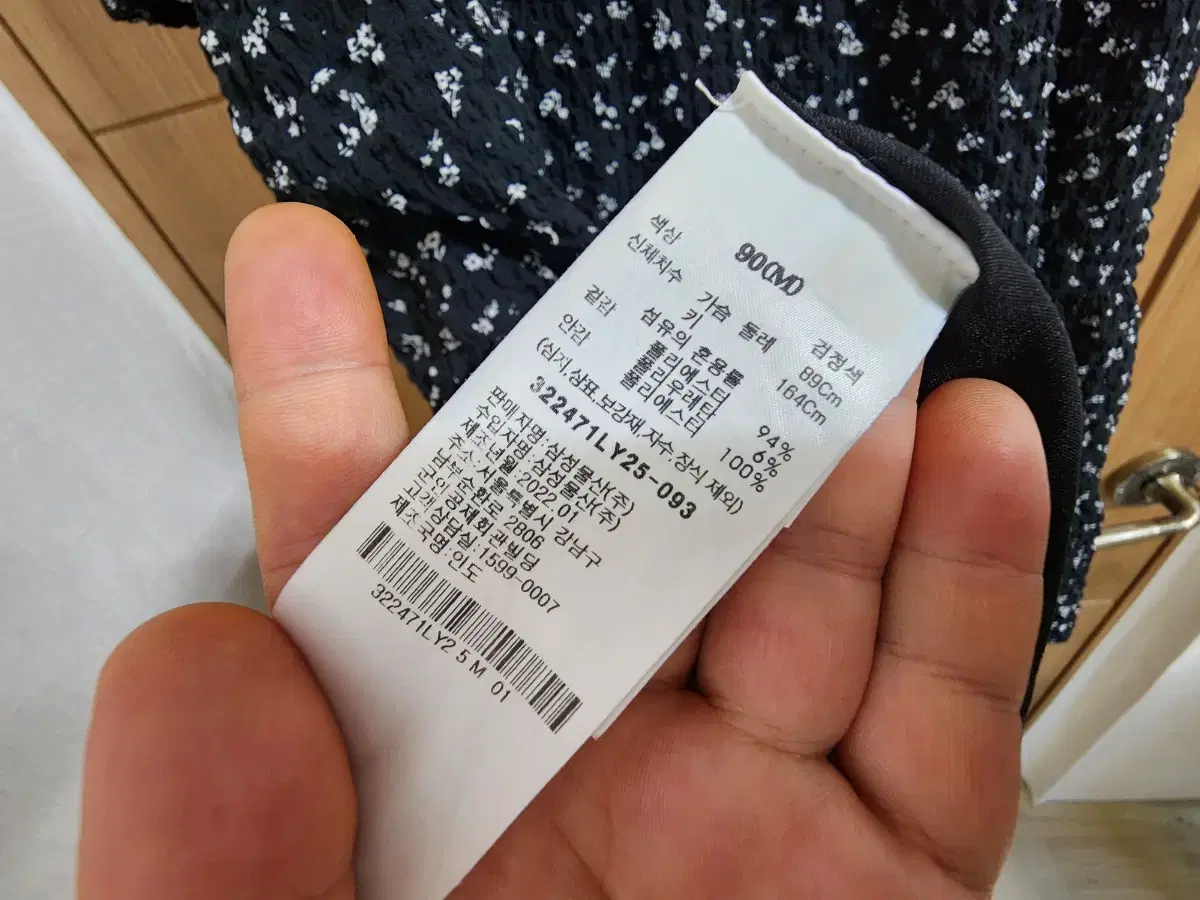 90(M)
색상 검정색
신체치수 가슴 둘레 89Cm
키 164Cm
섬유의 혼용률
겉감 폴리에스터 94%
폴리우레탄 6%
안감 폴리에스터 100%
(심지,상표,보강재,자수,장식 제외)
322471LY25-093
판매자명:삼성물산(주)
수입자명:삼성물산(주)
제조년월:2022.01
주소:서울특별시 강남구
남부순환로 2806
군인공제회관빌딩
고객상담실:1599-0007
제조국명:인도
322471LY2 5 M 01